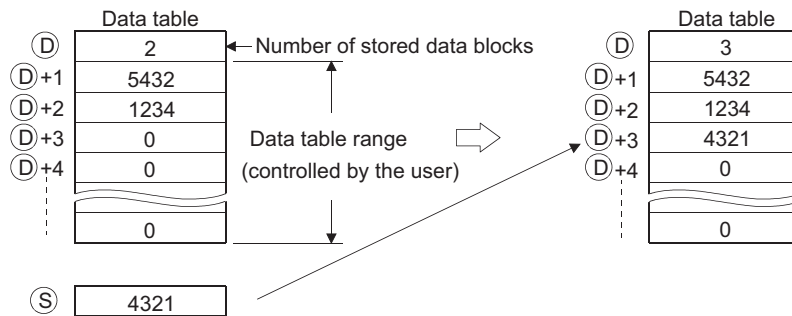 Data table
D 2 Number of stored data blocks
D+1 5432
D+2 1234
D+3 0 Data table range
D+4 0 (controlled by the user)
0
S 4321
Data table
D 3
D+1 5432
D+2 1234
D+3 4321
D+4 0
0